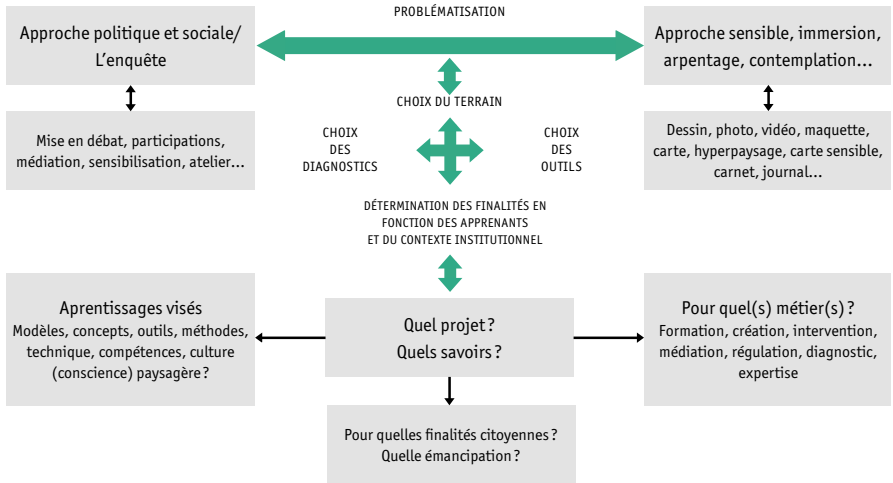 PROBLÉMATISATION
Approche politique et sociale/
L'enquête
Approche sensible, immersion,
arpentage, contemplation...
CHOIX DU TERRAIN
Mise en débat, participations,
médiation, sensibilisation, atelier...
CHOIX
DES
DIAGNOSTICS
CHOIX
DES
OUTILS
Dessin, photo, vidéo, maquette,
carte, hyperpaysage, carte sensible,
carnet, journal...
DÉTERMINATION DES FINALITÉS EN
FONCTION DES APPRENANTS
ET DU CONTEXTE INSTITUTIONNEL
Aprentissages visés
Modèles, concepts, outils, méthodes,
technique, compétences, culture
(conscience) paysagère ?
Quel projet ?
Quels savoirs ?
Pour quel(s) métier(s) ?
Formation, création, intervention,
médiation, régulation, diagnostic,
expertise
Pour quelles finalités citoyennes ?
Quelle émancipation ?